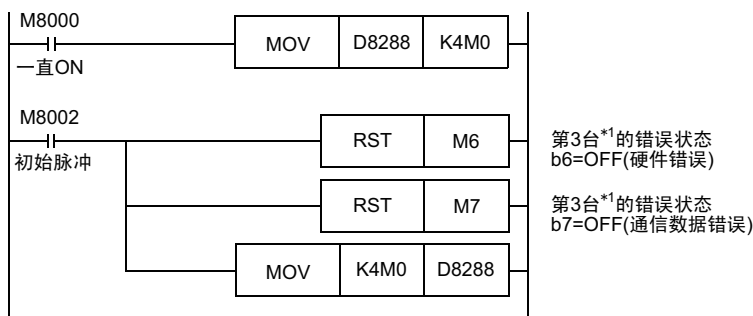 M8000
MOV D8288 K4M0
一直ON
M8002
RST M6 第3台*1的错误状态
初始脉冲 b6=OFF(硬件错误)
RST M7 第3台*1的错误状态
b7=OFF(通信数据错误)
MOV K4M0 D8288